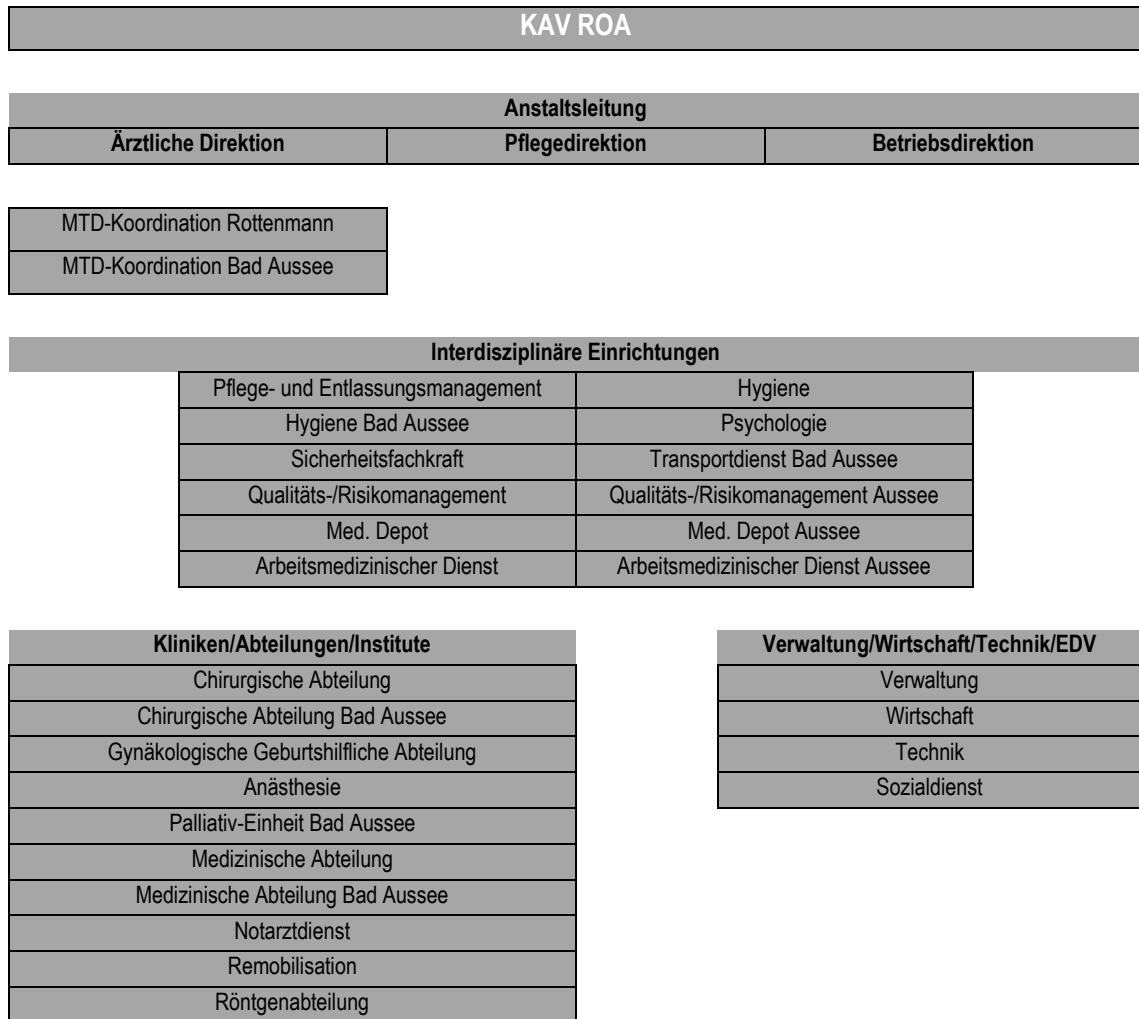 KAV ROA
Anstaltsleitung
Ärztliche Direktion Pflegedirektion Betriebsdirektion
MTD-Koordination Rottenmann
MTD-Koordination Bad Aussee
Interdisziplinäre Einrichtungen
Pflege- und Entlassungsmanagement Hygiene
Hygiene Bad Aussee Psychologie
Sicherheitsfachkraft Transportdienst Bad Aussee
Qualitäts-/Risikomanagement Qualitäts-/Risikomanagement Aussee
Med. Depot Med. Depot Aussee
Arbeitsmedizinischer Dienst Arbeitsmedizinischer Dienst Aussee
Kliniken/Abteilungen/Institute
Chirurgische Abteilung
Chirurgische Abteilung Bad Aussee
Gynäkologische Geburtshilfliche Abteilung
Anästhesie
Palliativ-Einheit Bad Aussee
Medizinische Abteilung
Medizinische Abteilung Bad Aussee
Notarztdienst
Remobilisation
Röntgenabteilung
Verwaltung/Wirtschaft/Technik/EDV
Verwaltung
Wirtschaft
Technik
Sozialdienst